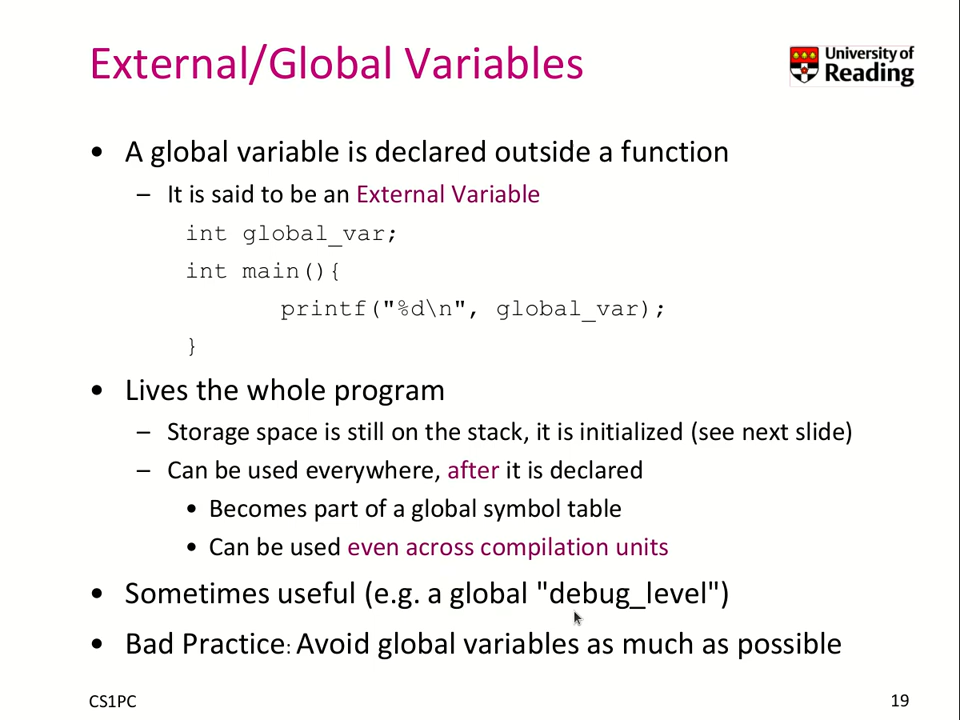 External/Global Variables
University of
Reading
• A global variable is declared outside a function
– It is said to be an External Variable
int global_var;
int main(){
printf("%d\n", global_var);
}
• Lives the whole program
– Storage space is still on the stack, it is initialized (see next slide)
– Can be used everywhere, after it is declared
• Becomes part of a global symbol table
• Can be used even across compilation units
• Sometimes useful (e.g. a global "debug_level")
• Bad Practice: Avoid global variables as much as possible
CS1PC
19